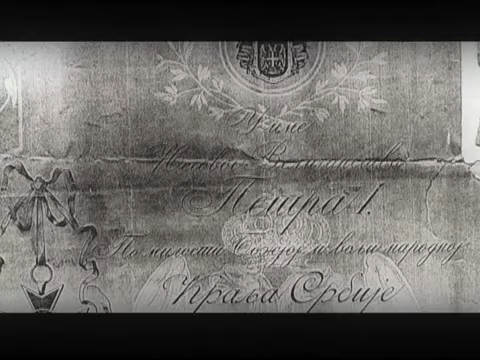 У име
Његовог Величанства
Петра I.
По милости Божјој и вољи народној
Краља Србије